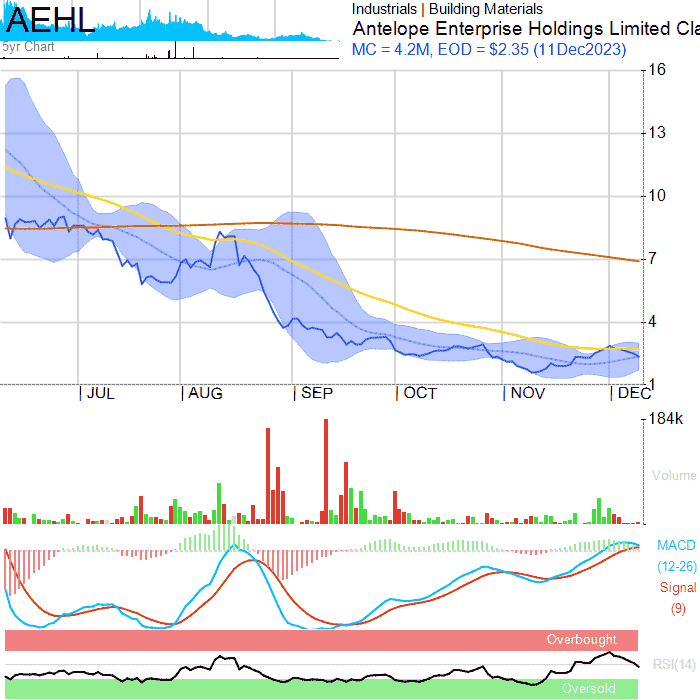 AEHL
5yr Chart
Industrials | Building Materials
Antelope Enterprise Holdings Limited Cla
MC = 4.2M, EOD = $2.35 (11Dec2023)
16
13
10
7
4
1
JUL
AUG
SEP
OCT
NOV
DEC
184k
Volume
MACD
(12-26)
Signal
(9)
Overbought
RSI(14)
Oversold